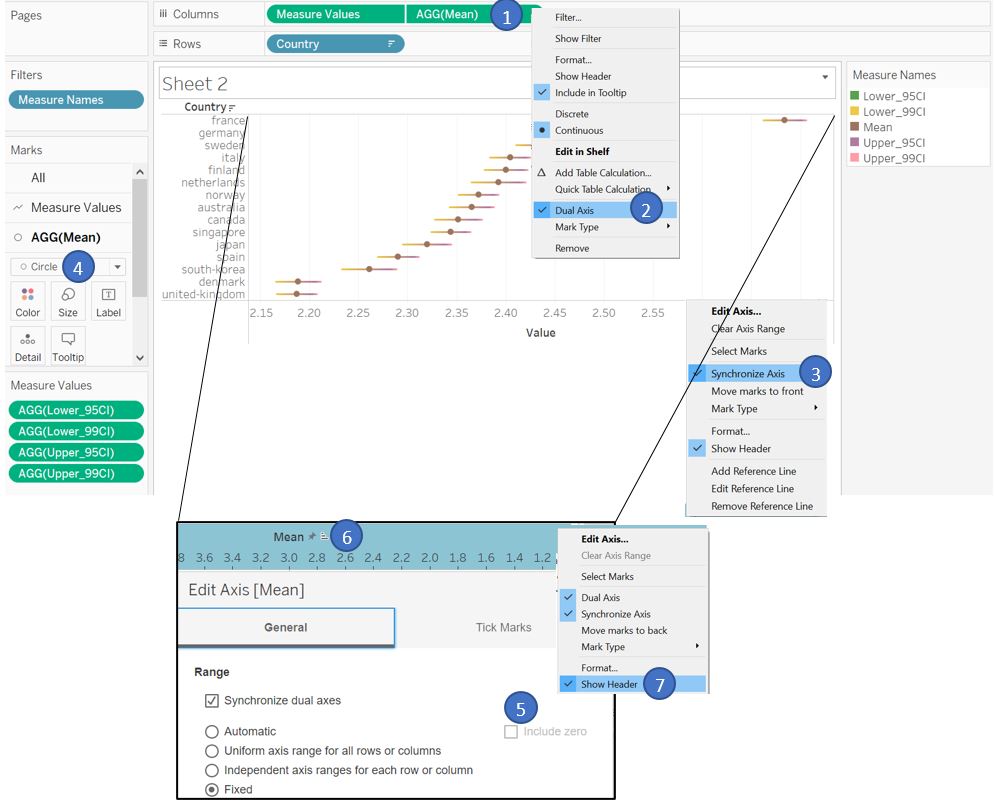 Pages
Columns
Measure Values
AGG(Mean)
1
Rows
Country
Filters
Measure Names
Marks
All
Measure Values
AGG(Mean)
Circle
4
Color
Size
Label
Detail
Tooltip
Measure Values
AGG(Lower_95CI)
AGG(Lower_99CI)
AGG(Upper_95CI)
AGG(Upper_99CI)
Sheet 2
Country
france
germany
sweden
italy
finland
netherlands
norway
australia
canada
singapore
japan
spain
south-korea
denmark
united-kingdom
2.15 2.20 2.25 2.30 2.35 2.40 2.45 2.50 2.55
Value
Filter...
Show Filter
Format...
Show Header
Include in Tooltip
Discrete
Continuous
Edit in Shelf
Add Table Calculation...
Quick Table Calculation
Dual Axis
2
Mark Type
Remove
Measure Names
Lower_95CI
Lower_99CI
Mean
Upper_95CI
Upper_99CI
Edit Axis...
Clear Axis Range
Select Marks
Synchronize Axis
3
Move marks to front
Mark Type
Format...
Show Header
Add Reference Line
Edit Reference Line
Remove Reference Line
Mean
6
8 3.6 3.4 3.2 3.0 2.8 2.6 2.4 2.2 2.0 1.8 1.6 1.4 1.2
Edit Axis [Mean]
General
Tick Marks
Range
Synchronize dual axes
5
Automatic
Include zero
Uniform axis range for all rows or columns
Independent axis ranges for each row or column
Fixed
Edit Axis...
Clear Axis Range
Select Marks
Dual Axis
Synchronize Axis
Move marks to back
Mark Type
Format...
Show Header
7